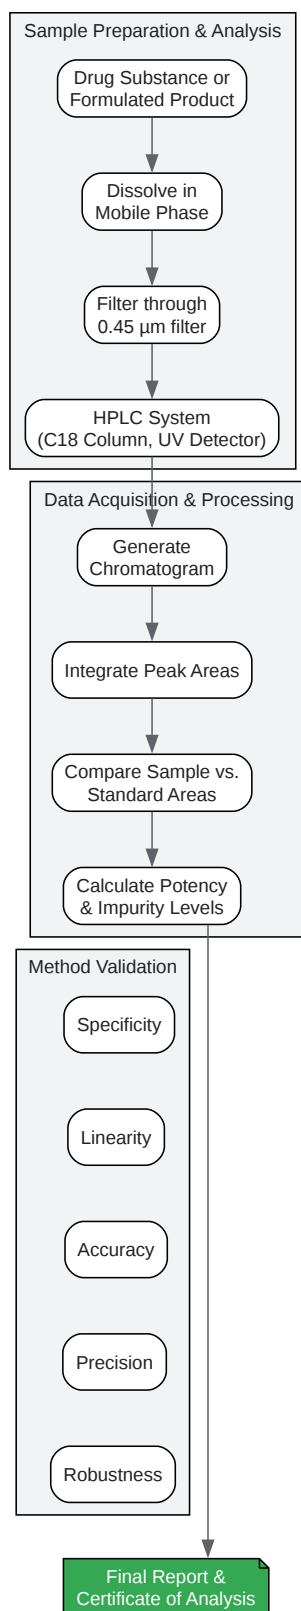 Sample Preparation & Analysis
Drug Substance or
Formulated Product
Dissolve in
Mobile Phase
Filter through
0.45 µm filter
HPLC System
(C18 Column, UV Detector)
Data Acquisition & Processing
Generate
Chromatogram
Integrate Peak Areas
Compare Sample vs.
Standard Areas
Calculate Potency
& Impurity Levels
Method Validation
Specificity
Linearity
Accuracy
Precision
Robustness
Final Report &
Certificate of Analysis